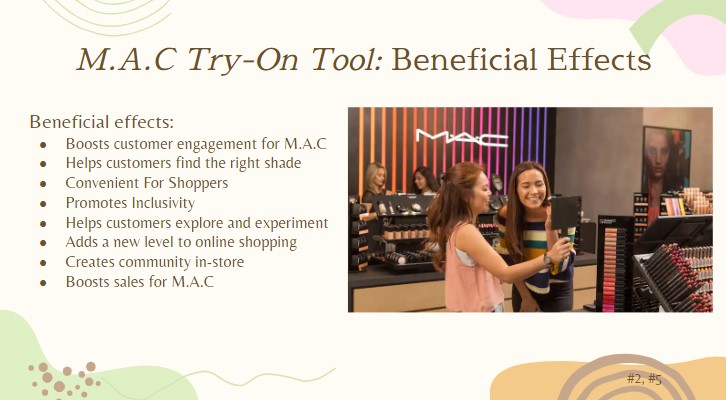 M.A.C Try-On Tool: Beneficial Effects
Beneficial effects:
● Boosts customer engagement for M.A.C
● Helps customers find the right shade
● Convenient For Shoppers
● Promotes Inclusivity
● Helps customers explore and experiment
● Adds a new level to online shopping
● Creates community in-store
● Boosts sales for M.A.C
MAC
#2, #5